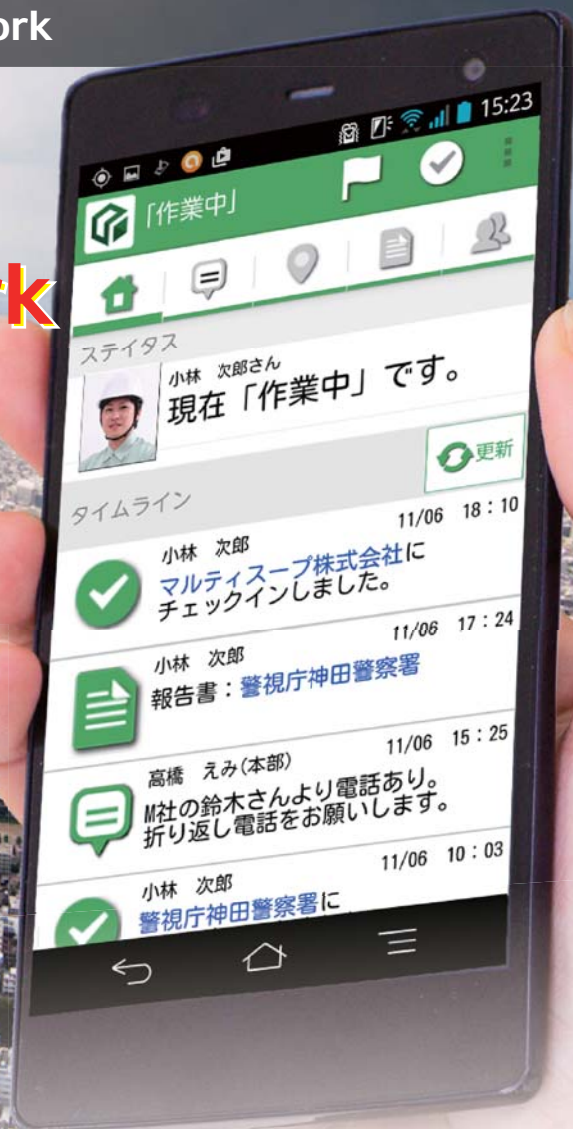 ork
15:23
「作業中」
rk
ステイタス
小林 次郎さん
現在「作業中」です。
更新
タイムライン
11/06 18:10
小林 次郎
マルティスープ株式会社に
チェックインしました。
11/06 17:24
小林 次郎
報告書:警視庁神田警察署
11/06 15:25
高橋 えみ(本部)
M社の鈴木さんより電話あり。
折り返し電話をお願いします。
11/06 10:03
小林 次郎
警視庁神田警察署に